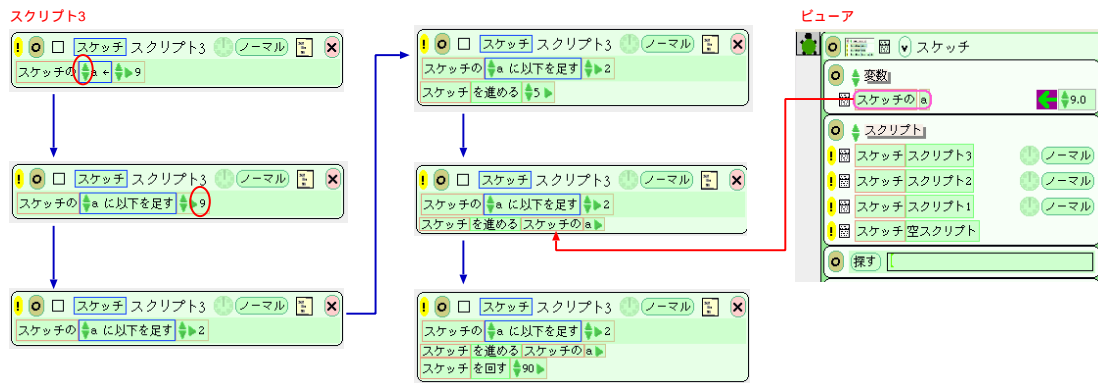 スクリプト3
! スケッチ スクリプト3 ノーマル
スケッチの a ← 9
! スケッチ スクリプト3 ノーマル
スケッチの a に以下を足す 9
! スケッチ スクリプト3 ノーマル
スケッチの a に以下を足す 2
! スケッチ スクリプト3 ノーマル
スケッチの a に以下を足す 2
スケッチ を進める 5
! スケッチ スクリプト3 ノーマル
スケッチの a に以下を足す 2
スケッチ を進める スケッチの a
! スケッチ スクリプト3 ノーマル
スケッチの a に以下を足す 2
スケッチ を進める スケッチの a
スケッチ を回す 90
ビューア
スケッチ
変数
スケッチの a 9.0
スクリプト
! スケッチ スクリプト3 ノーマル
! スケッチ スクリプト2 ノーマル
! スケッチ スクリプト1 ノーマル
! スケッチ 空スクリプト
探す